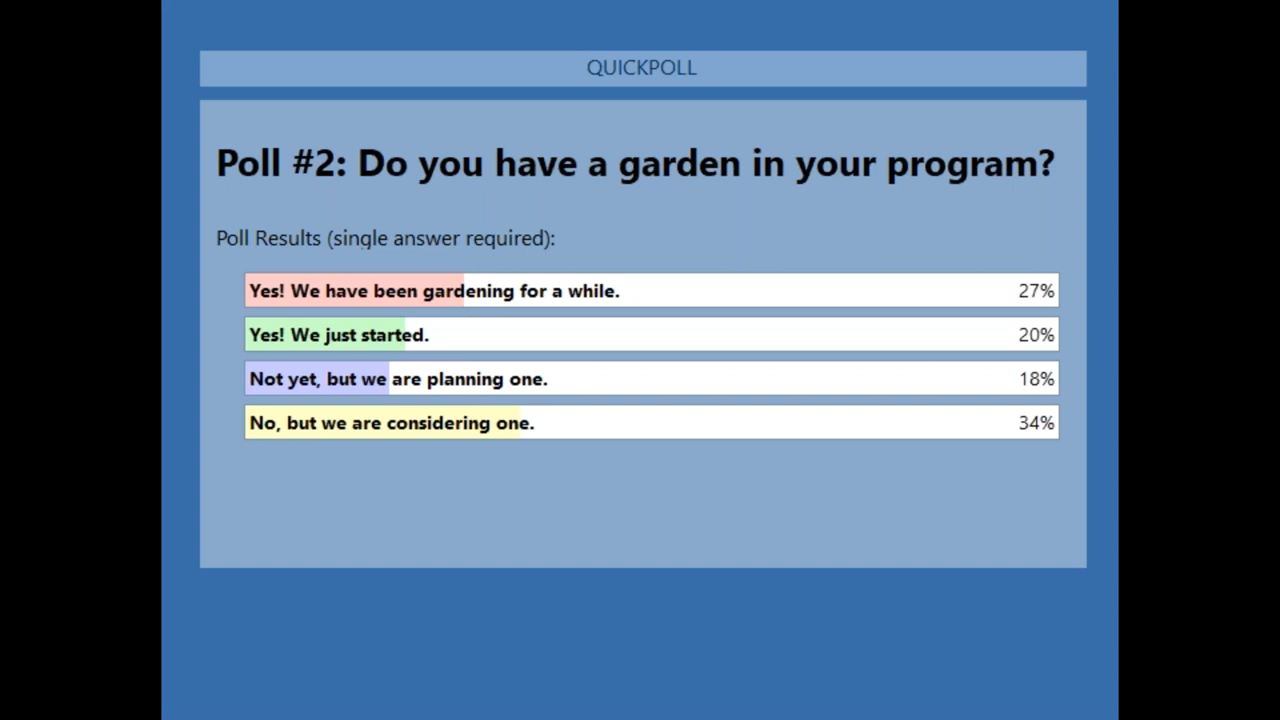 QUICKPOLL
Poll #2: Do you have a garden in your program?
Poll Results (single answer required):
Yes! We have been gardening for a while. 27%
Yes! We just started. 20%
Not yet, but we are planning one. 18%
No, but we are considering one. 34%